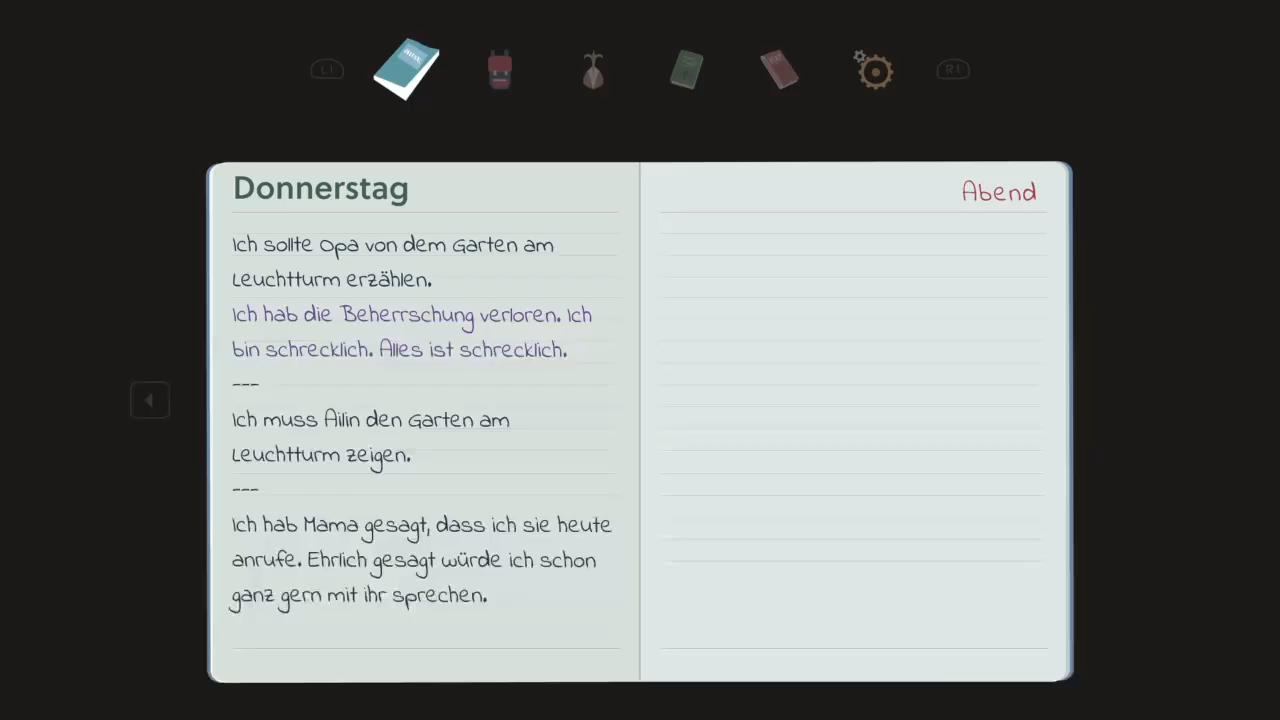 L1
R1
Donnerstag
Abend
Ich sollte Opa von dem Garten am
Leuchtturm erzählen.
Ich hab die Beherrschung verloren. Ich
bin schrecklich. Alles ist schrecklich.
---
Ich muss Ailin den Garten am
Leuchtturm zeigen.
---
Ich hab Mama gesagt, dass ich sie heute
anrufe. Ehrlich gesagt würde ich schon
ganz gern mit ihr sprechen.